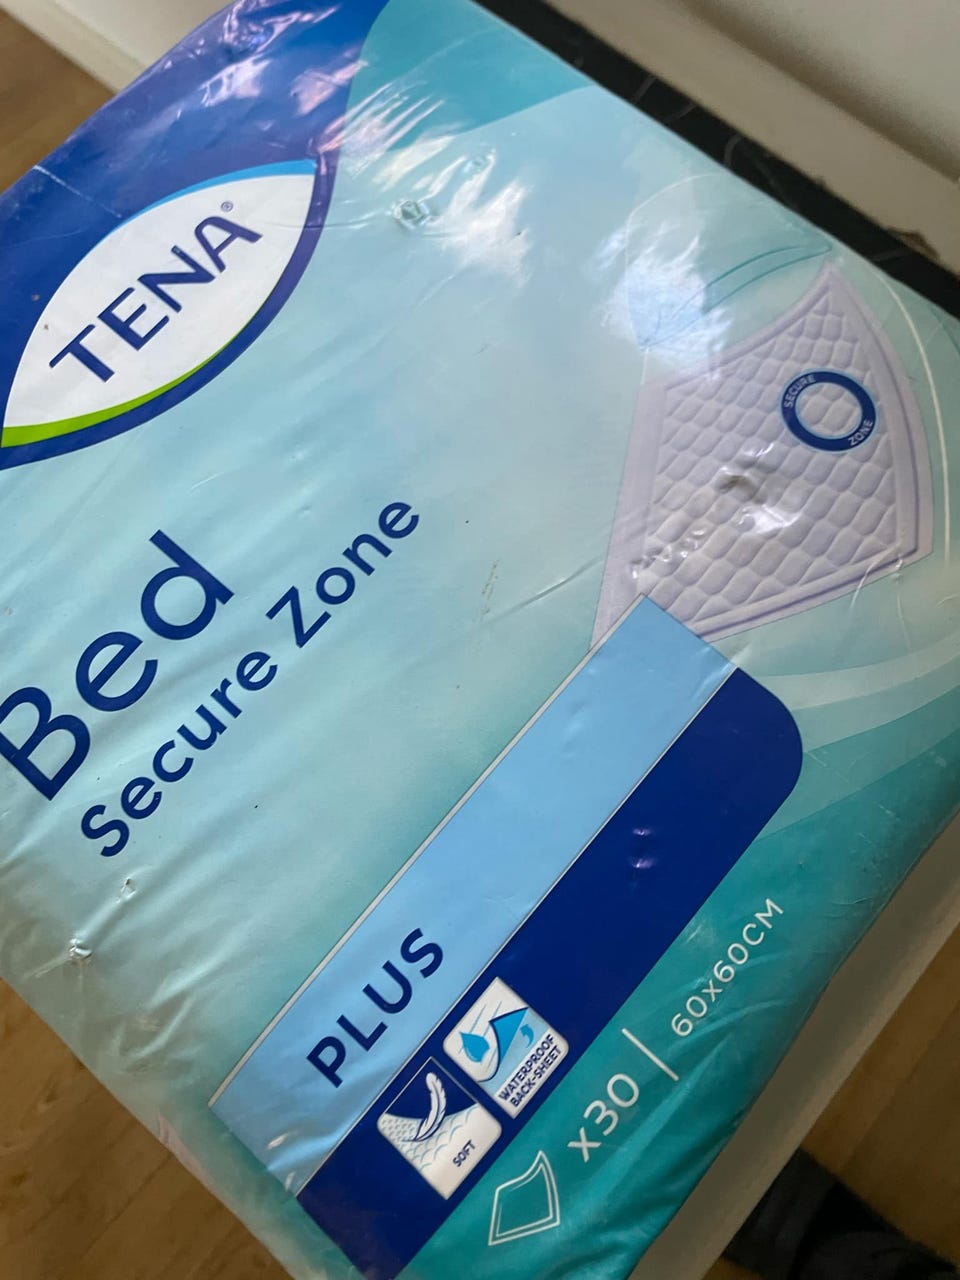 TENA®
SECURE
ZONE
Bed
Secure Zone
PLUS
SOFT
WATERPROOF
BACK-SHEET
X30 | 60X60CM